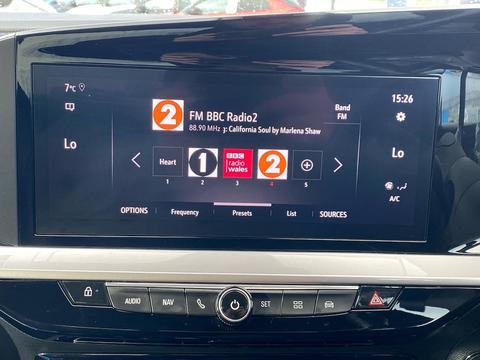 7°C
15:26
2
FM BBC Radio2
Band
FM
88.90 MHz
: California Soul by Marlena Shaw
Lo
Lo
Heart
1
BBC
radio
wales
2
1
2
3
4
5
A/C
OPTIONS
Frequency
Presets
List
SOURCES
AUDIO
NAV
SET